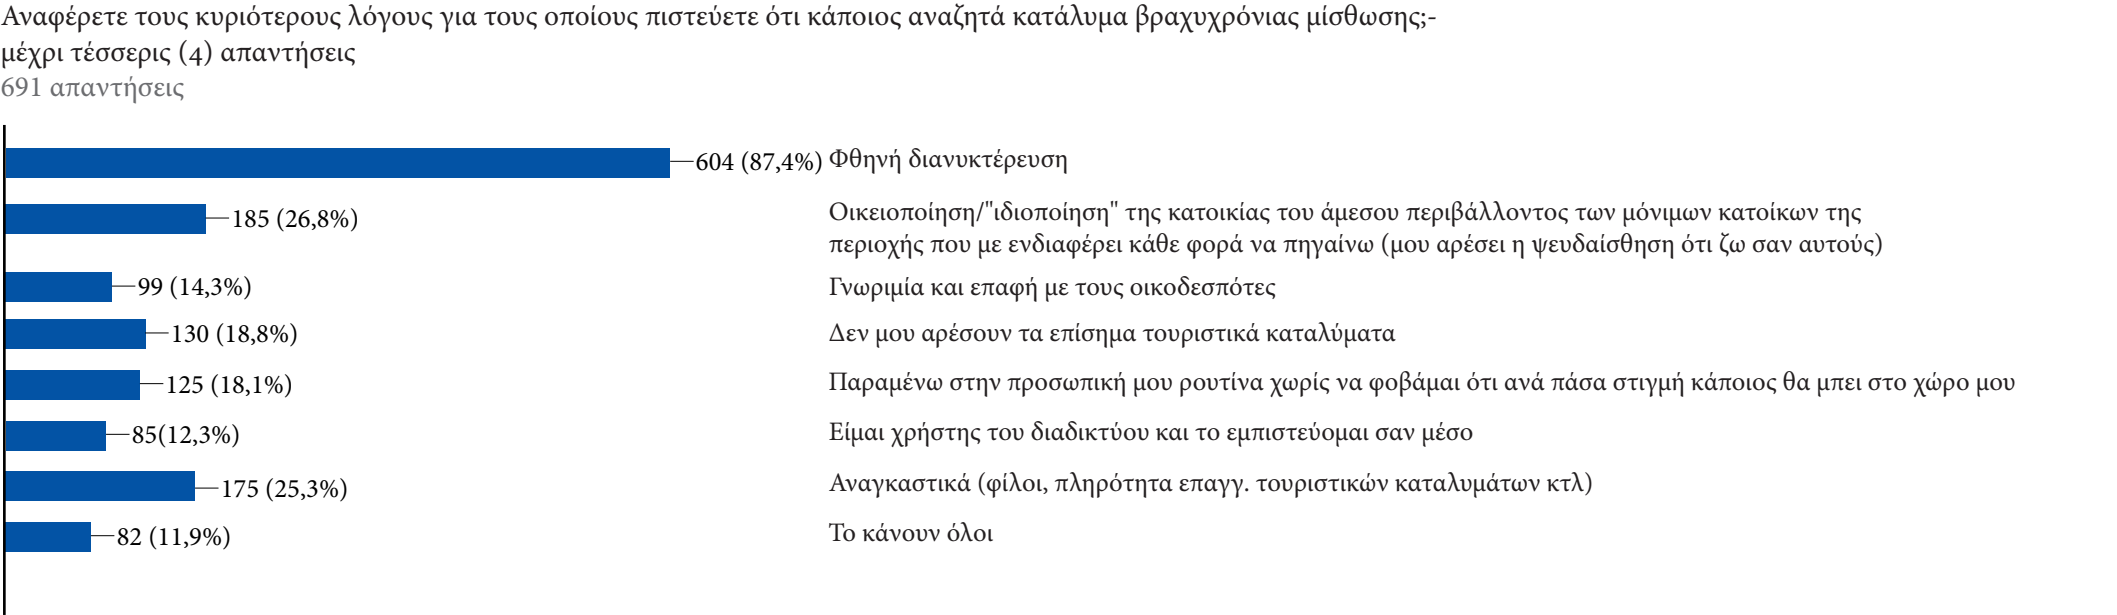 Αναφέρετε τους κυριότερους λόγους για τους οποίους πιστεύετε ότι κάποιος αναζητά κατάλυμα βραχυχρόνιας μίσθωσης;-
μέχρι τέσσερις (4) απαντήσεις
691 απαντήσεις
604 (87,4%) Φθηνή διανυκτέρευση
185 (26,8%) Οικειοποίηση/"ιδιοποίηση" της κατοικίας του άμεσου περιβάλλοντος των μόνιμων κατοίκων της
περιοχής που με ενδιαφέρει κάθε φορά να πηγαίνω (μου αρέσει η ψευδαίσθηση ότι ζω σαν αυτούς)
99 (14,3%) Γνωριμία και επαφή με τους οικοδεσπότες
130 (18,8%) Δεν μου αρέσουν τα επίσημα τουριστικά καταλύματα
125 (18,1%) Παραμένω στην προσωπική μου ρουτίνα χωρίς να φοβάμαι ότι ανά πάσα στιγμή κάποιος θα μπει στο χώρο μου
85(12,3%) Είμαι χρήστης του διαδικτύου και το εμπιστεύομαι σαν μέσο
175 (25,3%) Αναγκαστικά (φίλοι, πληρότητα επαγγ. τουριστικών καταλυμάτων κτλ)
82 (11,9%) Το κάνουν όλοι